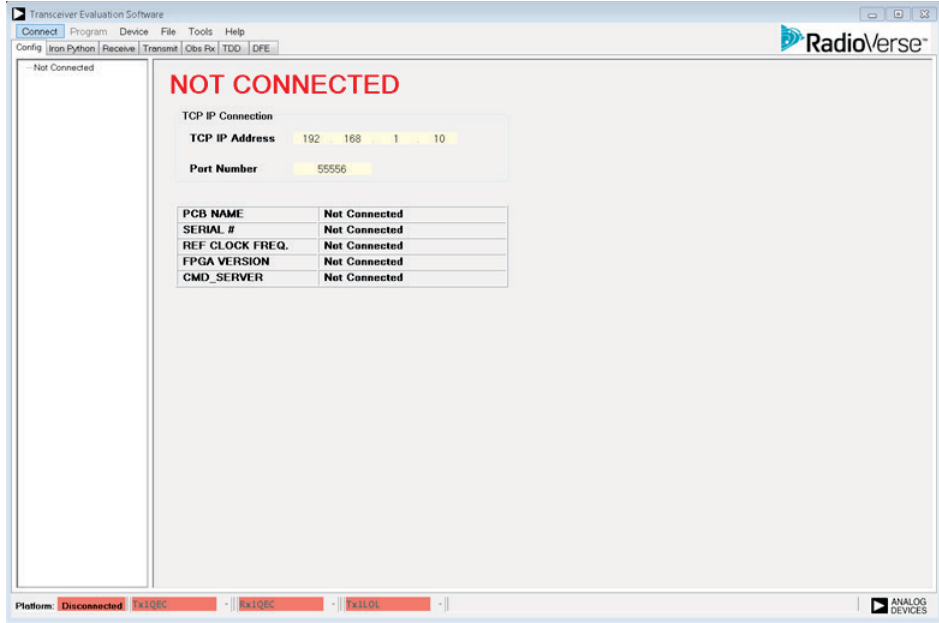 Transceiver Evaluation Software
Connect Program Device File Tools Help
Config Iron Python Receive Transmit Obs Rx TDD DFE
RadioVerse™
Not Connected
NOT CONNECTED
TCP IP Connection
TCP IP Address 192 . 168 . 1 . 10
Port Number 55556
PCB NAME Not Connected
SERIAL # Not Connected
REF CLOCK FREQ. Not Connected
FPGA VERSION Not Connected
CMD_SERVER Not Connected
Platform: Disconnected Tx1QEC - Rx1QEC - Tx1LOL -
ANALOG
DEVICES